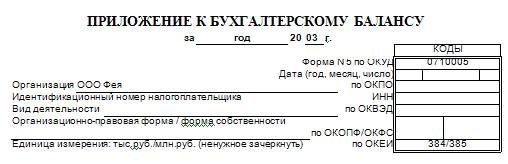 ПРИЛОЖЕНИЕ К БУХГАЛТЕРСКОМУ БАЛАНСУ
за год 20 03 г.
КОДЫ
Форма N 5 по ОКУД 0710005
Дата (год, месяц, число)
Организация ООО Фея по ОКПО
Идентификационный номер налогоплательщика ИНН
Вид деятельности по ОКВЭД
Организационно-правовая форма / форма собственности
по ОКОПФ/ОКФС
Единица измерения: тыс.руб./млн.руб. (ненужное зачеркнуть) по ОКЕИ 384/385